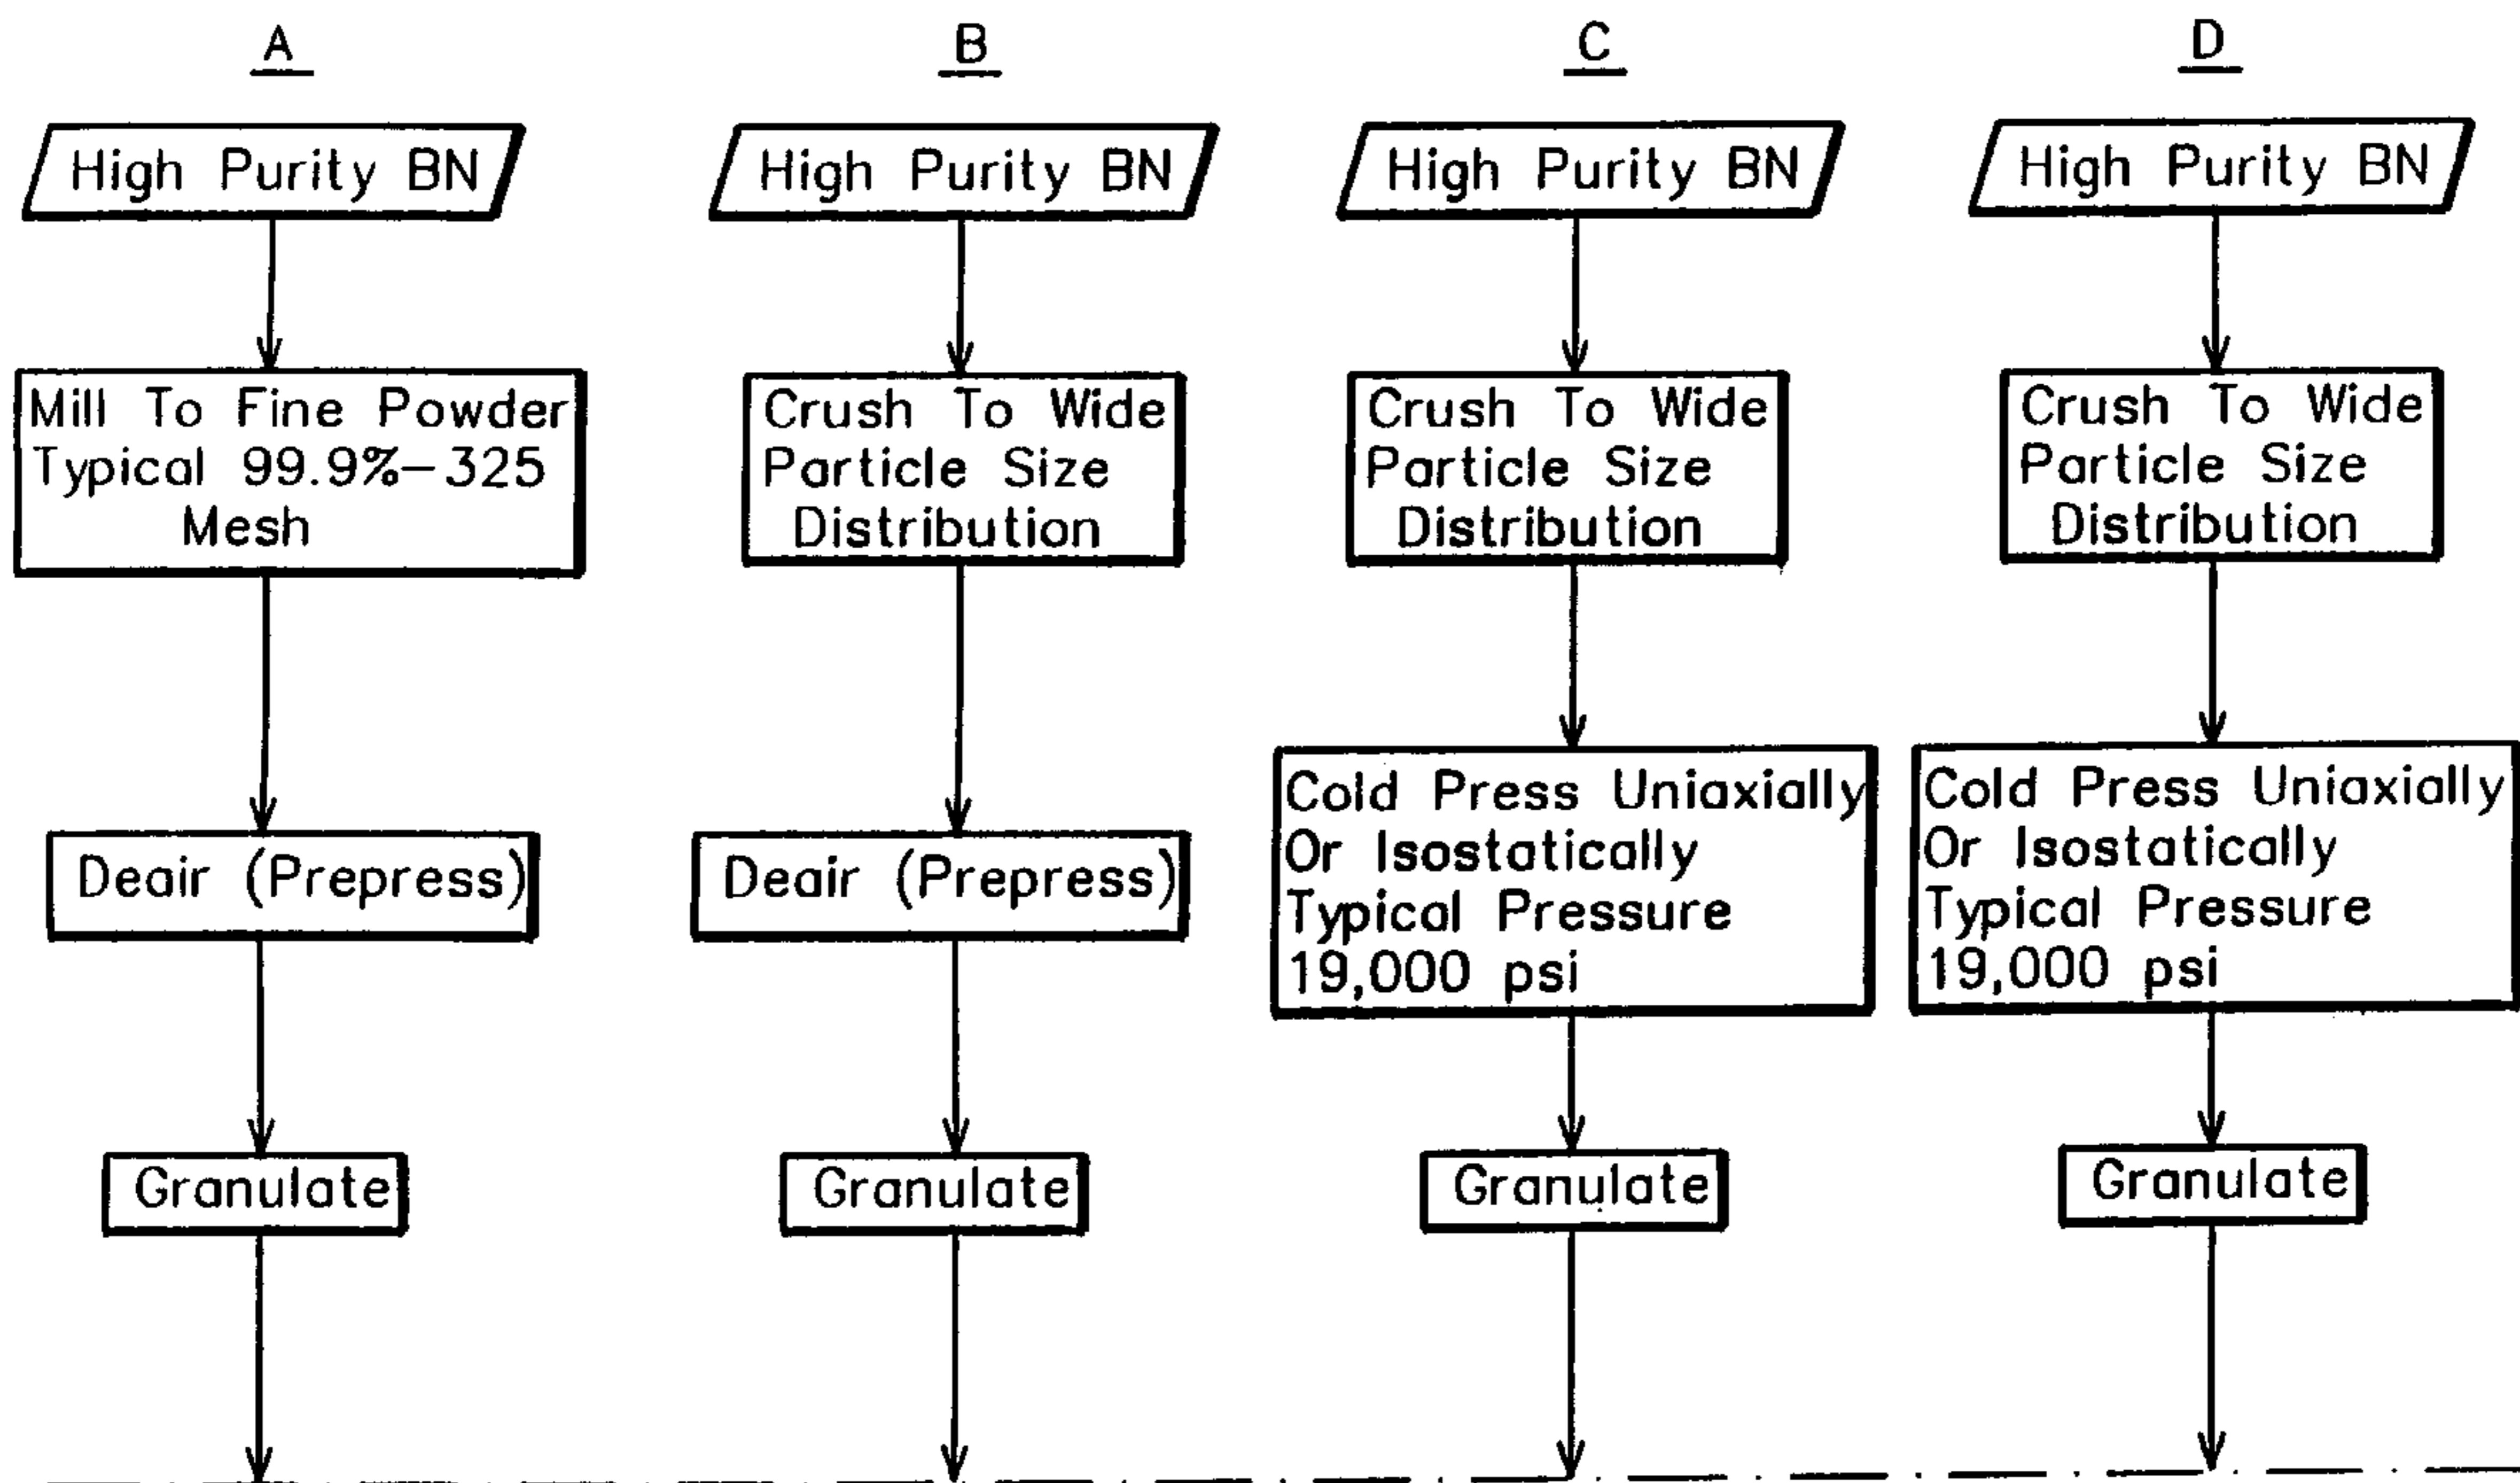 A
High Purity BN
Mill To Fine Powder
Typical 99.9%-325
Mesh
Deair (Prepress)
Granulate
B
High Purity BN
Crush To Wide
Particle Size
Distribution
Deair (Prepress)
Granulate
C
High Purity BN
Crush To Wide
Particle Size
Distribution
Cold Press Uniaxially
Or Isostatically
Typical Pressure
19,000 psi
Granulate
D
High Purity BN
Crush To Wide
Particle Size
Distribution
Cold Press Uniaxially
Or Isostatically
Typical Pressure
19,000 psi
Granulate